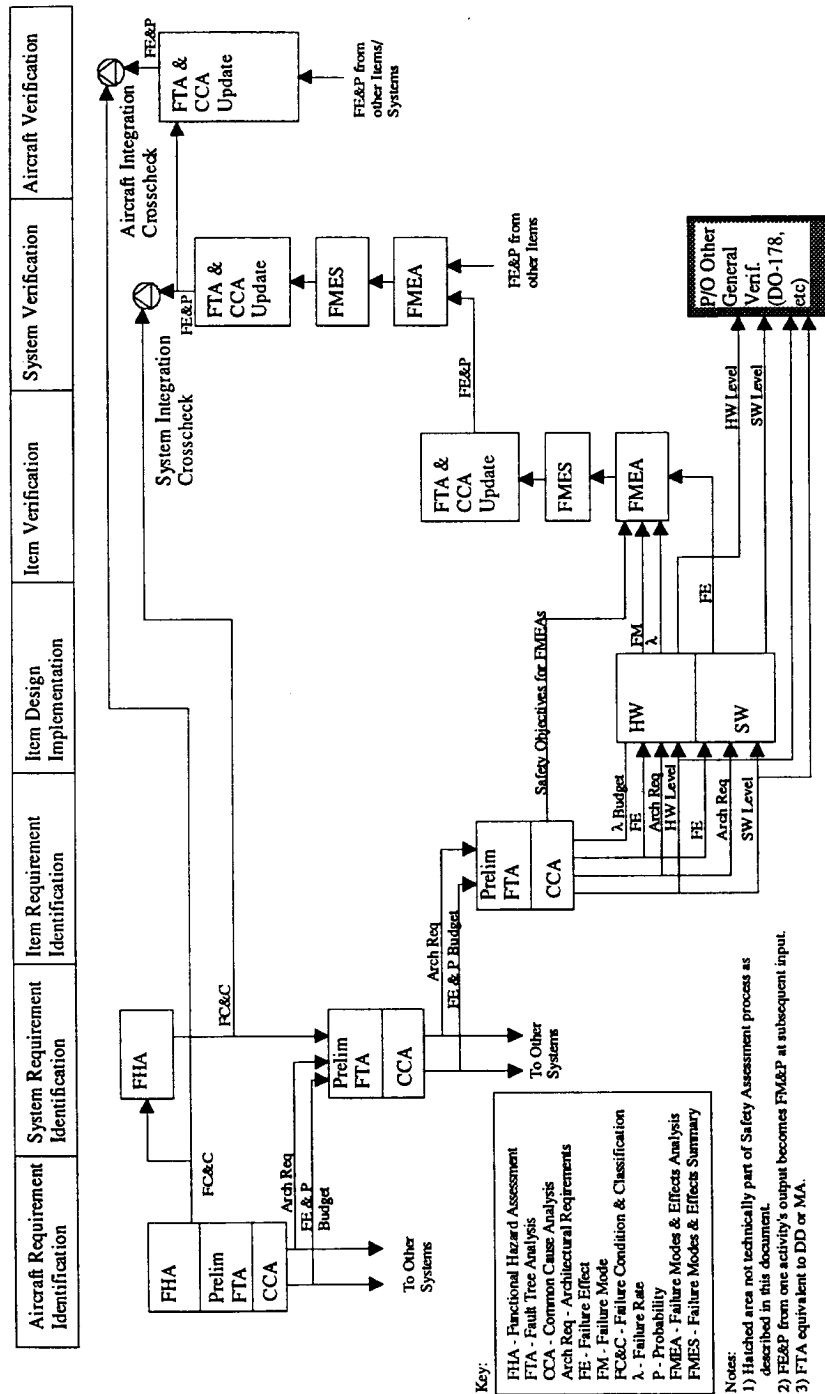 Aircraft Requirement
Identification
System Requirement
Identification
Item Requirement
Identification
Item Design
Implementation
Item Verification
System Verification
Aircraft Verification
FHA
Prelim
FTA
CCA
FC&C
Arch Req
FE & P
Budget
To Other
Systems
FHA
FC&C
Prelim
FTA
CCA
Arch Req
FE & P Budget
To Other
Systems
Prelim
FTA
CCA
Safety Objectives for FMEAs
λ Budget
FE
Arch Req
HW Level
FE
Arch Req
SW Level
HW
SW
FM
λ
FE
HW Level
SW Level
FMEA
FMES
FTA &
CCA
Update
FE&P
System Integration
Crosscheck
FE&P
FTA &
CCA
Update
FMES
FMEA
FE&P from
other Items
Aircraft Integration
Crosscheck
FE&P
FTA &
CCA
Update
FE&P from
other Items/
Systems
P/O Other
General
Verif.
(DO-178,
etc)
Key:
FHA - Functional Hazard Assessment
FTA - Fault Tree Analysis
CCA - Common Cause Analysis
Arch Req - Architectural Reqirements
FE - Failure Effect
FM - Failure Mode
FC&C - Failure Condition & Classification
λ - Failure Rate
P - Probability
FMEA - Failure Modes & Effects Analysis
FMES - Failure Modes & Effects Summary
Notes:
1) Hatched area not technically part of Safety Assessment process as
described in this document.
2) FE&P from one activity's output becomes FM&P at subsequent input.
3) FTA equivalent to DD or MA.